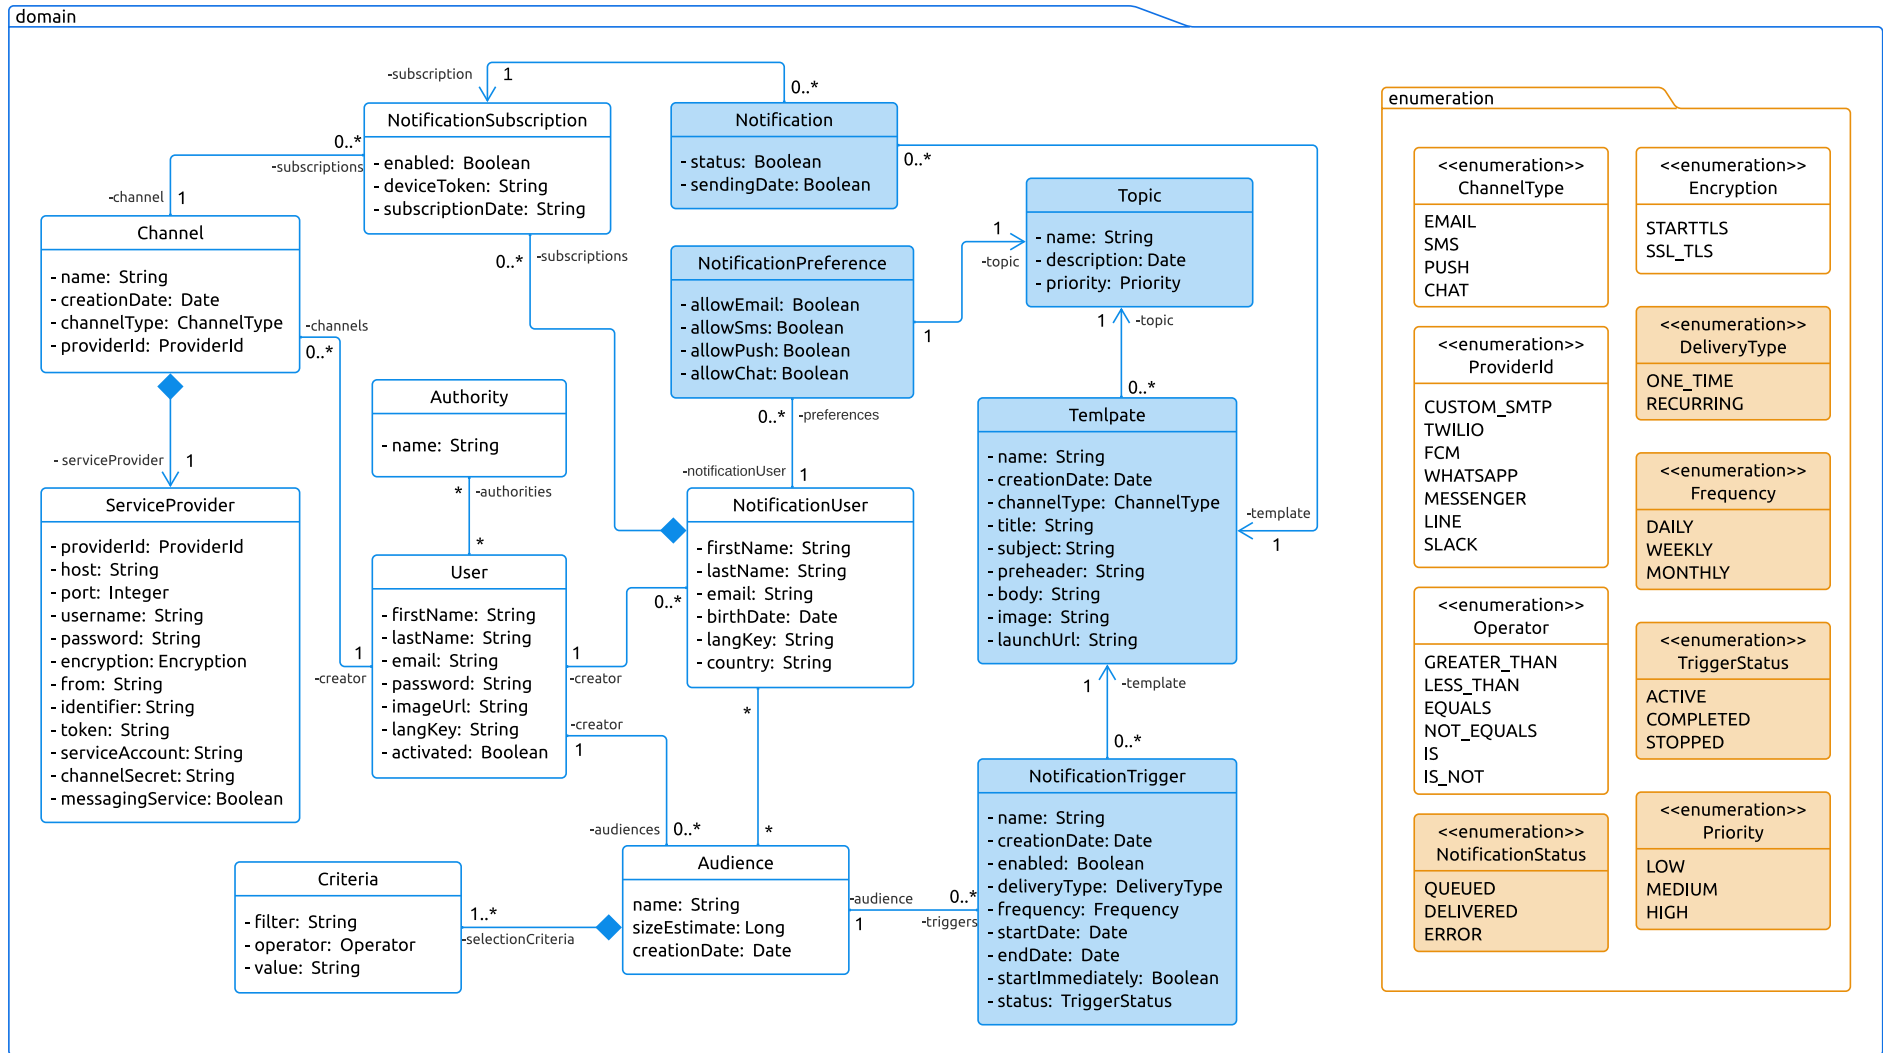 domain
-subscription
1
0..*
NotificationSubscription
- enabled: Boolean
- deviceToken: String
- subscriptionDate: String
0..*
-subscriptions
-channel
1
0..*
-subscriptions
Notification
- status: Boolean
- sendingDate: Boolean
0..*
Channel
- name: String
- creationDate: Date
- channelType: ChannelType
- providerId: ProviderId
-channels
0..*
NotificationPreference
- allowEmail: Boolean
- allowSms: Boolean
- allowPush: Boolean
- allowChat: Boolean
1
1
-topic
0..*
-preferences
Topic
- name: String
- description: Date
- priority: Priority
1
-topic
0..*
Authority
- name: String
*
-authorities
*
- serviceProvider
1
ServiceProvider
- providerId: ProviderId
- host: String
- port: Integer
- username: String
- password: String
- encryption: Encryption
- from: String
- identifier: String
- token: String
- serviceAccount: String
- channelSecret: String
- messagingService: Boolean
User
- firstName: String
- lastName: String
- email: String
- password: String
- imageUrl: String
- langKey: String
- activated: Boolean
1
-creator
1
-creator
-creator
1
-notificationUser
1
NotificationUser
- firstName: String
- lastName: String
- email: String
- birthDate: Date
- langKey: String
- country: String
0..*
*
*
Temlpate
- name: String
- creationDate: Date
- channelType: ChannelType
- title: String
- subject: String
- preheader: String
- body: String
- image: String
- launchUrl: String
-template
1
1
-template
0..*
NotificationTrigger
- name: String
- creationDate: Date
- enabled: Boolean
- deliveryType: DeliveryType
- frequency: Frequency
- startDate: Date
- endDate: Date
- startImmediately: Boolean
- status: TriggerStatus
-audiences
0..*
Audience
name: String
sizeEstimate: Long
creationDate: Date
-audience
1
0..*
-triggers
Criteria
- filter: String
- operator: Operator
- value: String
1..*
-selectionCriteria
enumeration
<<enumeration>>
ChannelType
EMAIL
SMS
PUSH
CHAT
<<enumeration>>
Encryption
STARTTLS
SSL_TLS
<<enumeration>>
ProviderId
CUSTOM_SMTP
TWILIO
FCM
WHATSAPP
MESSENGER
LINE
SLACK
<<enumeration>>
DeliveryType
ONE_TIME
RECURRING
<<enumeration>>
Frequency
DAILY
WEEKLY
MONTHLY
<<enumeration>>
Operator
GREATER_THAN
LESS_THAN
EQUALS
NOT_EQUALS
IS
IS_NOT
<<enumeration>>
TriggerStatus
ACTIVE
COMPLETED
STOPPED
<<enumeration>>
NotificationStatus
QUEUED
DELIVERED
ERROR
<<enumeration>>
Priority
LOW
MEDIUM
HIGH